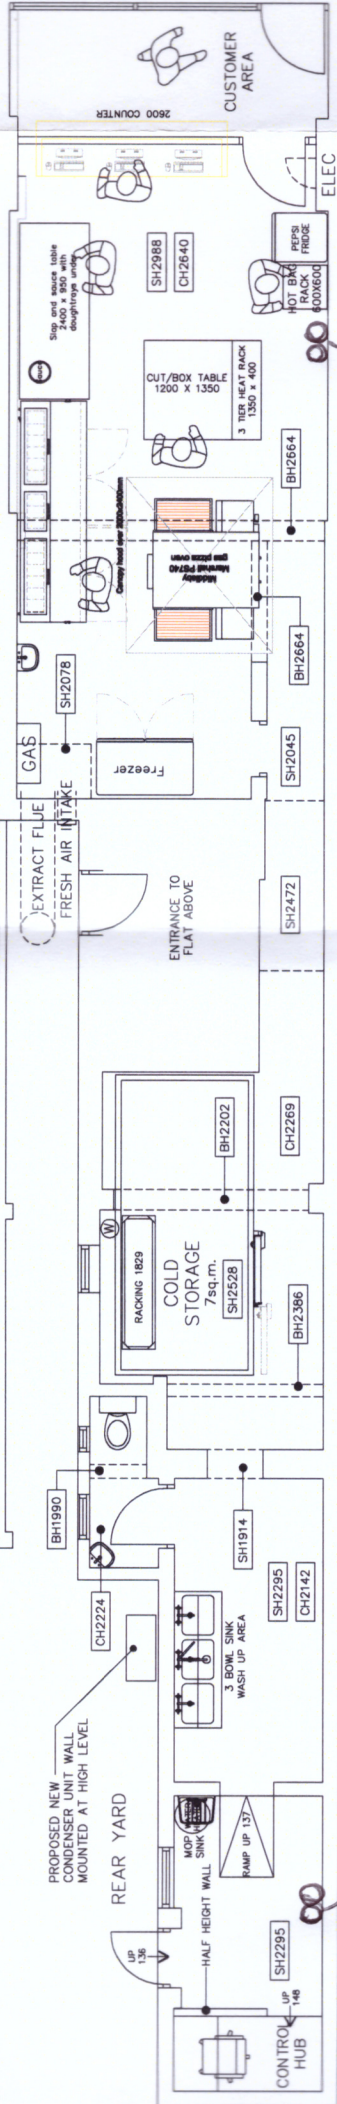 CUSTOMER
AREA
2600 COUNTER
ELEC
PEPSI
FRIDGE
HOT BAG
RACK
600X600
SH2988
CH2640
Slap and sauce table
2400 x 950 with
doughtrays under
sauce
CUT/BOX TABLE
1200 X 1350
3 TIER HEAT RACK
1350 x 400
BH2664
Middleby
Marshall PS740
gas pizza oven
BH2664
SH2078
GAS
Freezer
SH2045
EXTRACT FLUE
FRESH AIR INTAKE
ENTRANCE TO
FLAT ABOVE
SH2472
BH2202
CH2269
W
RACKING 1829
COLD
STORAGE
7sq.m.
SH2528
BH2386
BH1990
CH2224
SH1914
SH2295
CH2142
3 BOWL SINK
WASH UP AREA
PROPOSED NEW
CONDENSER UNIT WALL
MOUNTED AT HIGH LEVEL
REAR YARD
MOP
SINK
RAMP UP 137
HALF HEIGHT WALL
UP
136
SH2295
UP
148
CONTROL
HUB